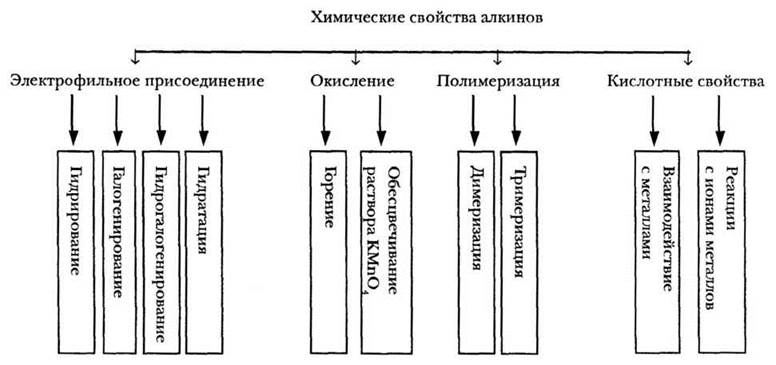 Химические свойства алкинов
Электрофильное присоединение
Окисление
Полимеризация
Кислотные свойства
Гидрирование
Галогенирование
Гидрогалогенирование
Гидратация
Горение
Обесцвечивание
раствора KMnO₄
Димеризация
Тримеризация
Взаимодействие
с металлами
Реакции
с ионами металлов